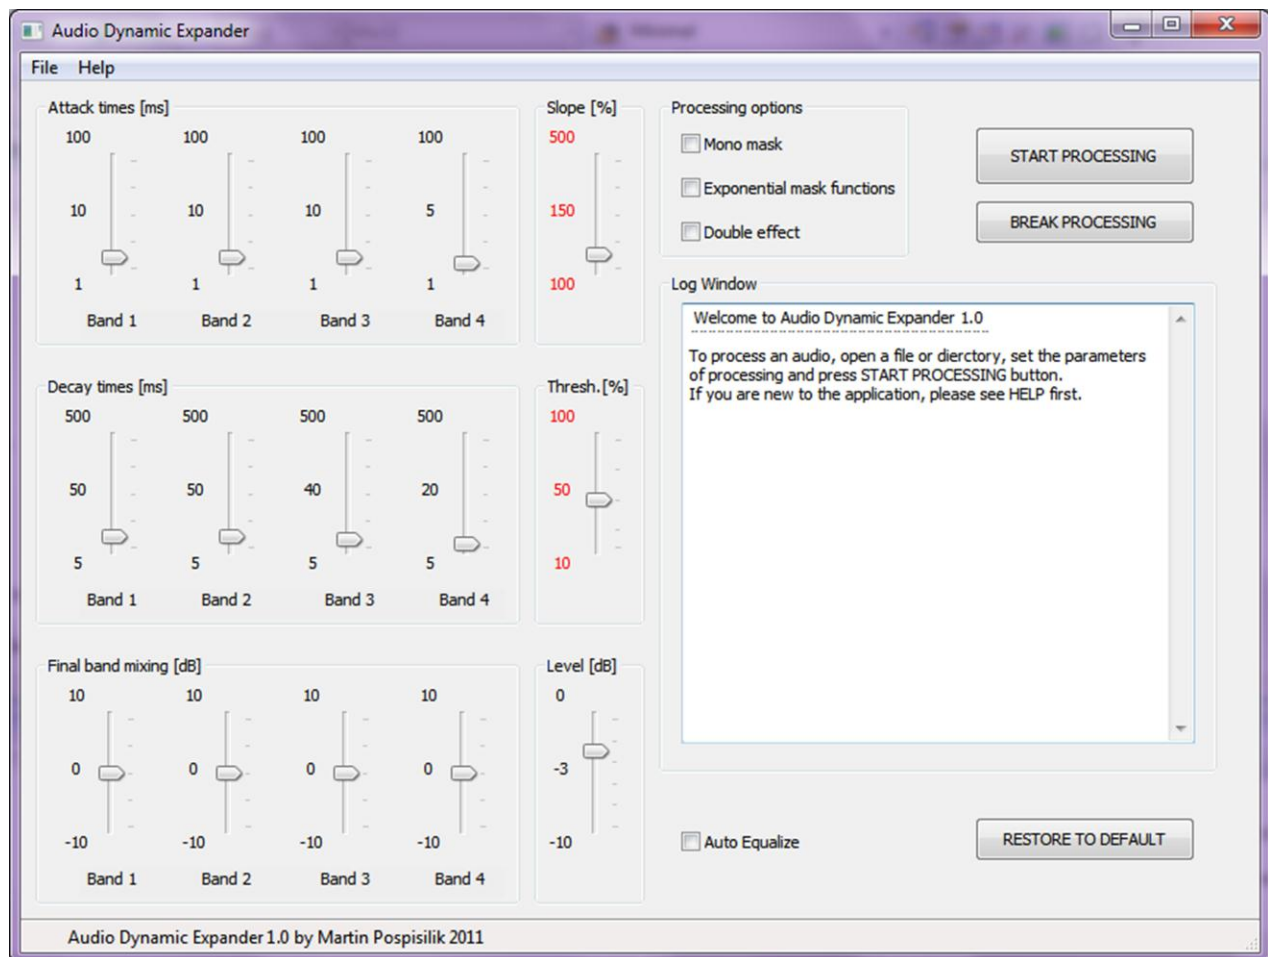 Audio Dynamic Expander
File Help
Attack times [ms]
100 100 100 100
10 10 10 5
1 1 1 1
Band 1 Band 2 Band 3 Band 4
Slope [%]
500
150
100
Processing options
Mono mask
Exponential mask functions
Double effect
START PROCESSING
BREAK PROCESSING
Decay times [ms]
500 500 500 500
50 50 40 20
5 5 5 5
Band 1 Band 2 Band 3 Band 4
Thresh.[%]
100
50
10
Log Window
Welcome to Audio Dynamic Expander 1.0
To process an audio, open a file or dierctory, set the parameters
of processing and press START PROCESSING button.
If you are new to the application, please see HELP first.
Final band mixing [dB]
10 10 10 10
0 0 0 0
-10 -10 -10 -10
Band 1 Band 2 Band 3 Band 4
Level [dB]
0
-3
-10
Auto Equalize
RESTORE TO DEFAULT
Audio Dynamic Expander 1.0 by Martin Pospisilik 2011